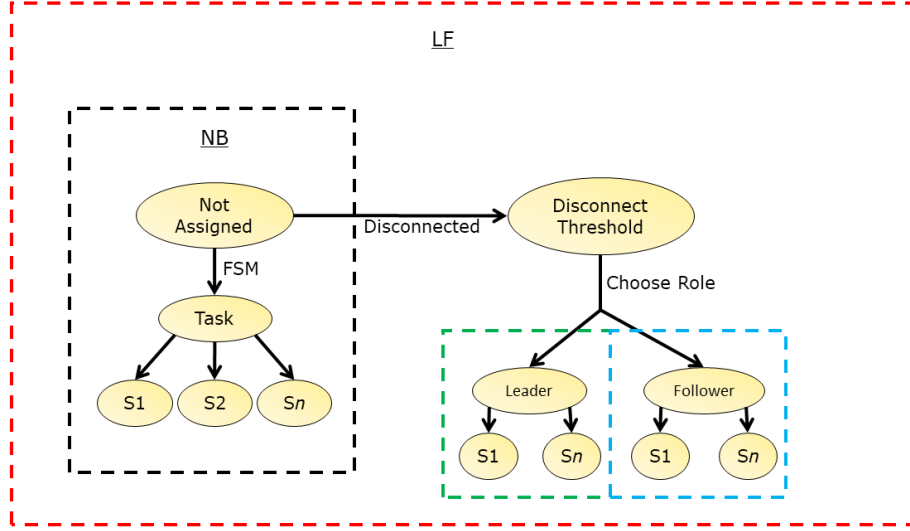 LF
NB
Not
Assigned
Disconnected
Disconnect
Threshold
FSM
Choose Role
Task
Leader
Follower
S1
S2
Sn
S1
Sn
S1
Sn